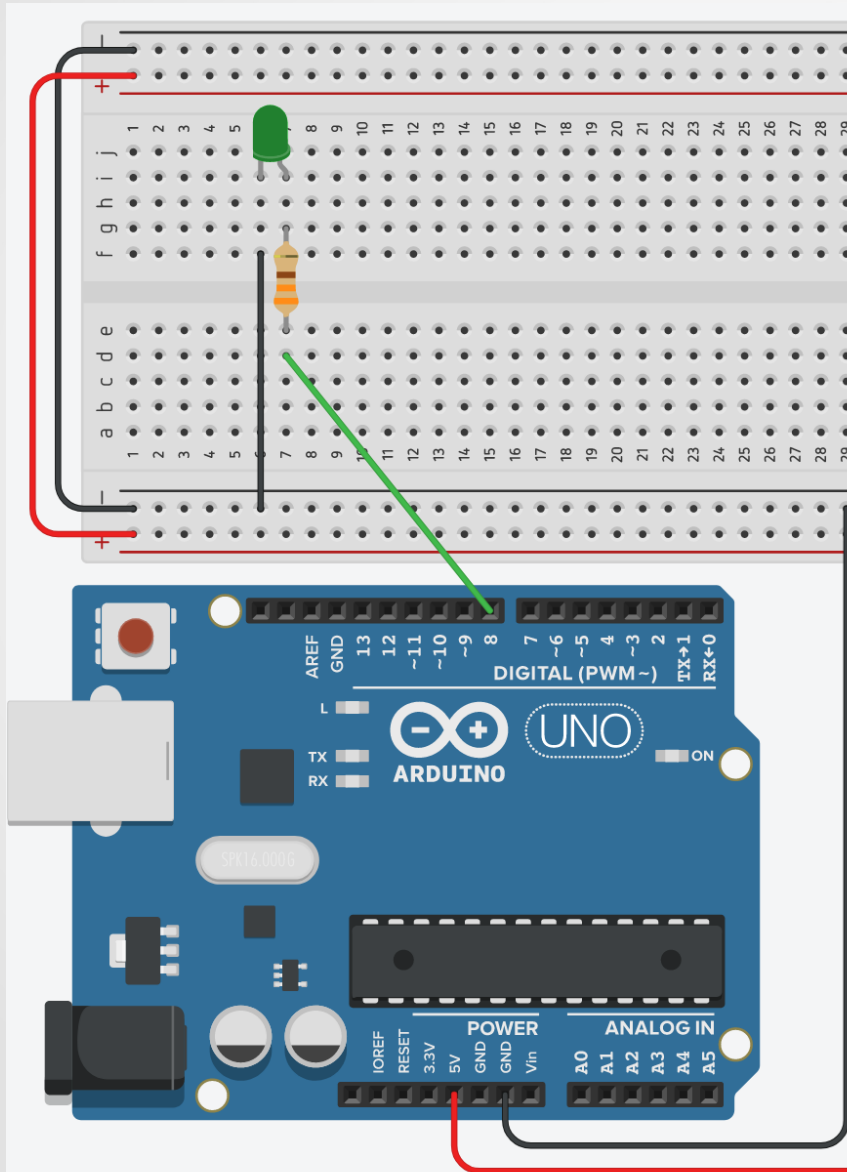 −
+
1 2 3 4 5 8 9 10 11 12 13 14 15 16 17 18 19 20 21 22 23 24 25 26 27 28 29
j
i
h
g
f
e
d
c
b
a
1 2 3 4 5 7 8 9 10 11 12 13 14 15 16 17 18 19 20 21 22 23 24 25 26 27 28 29
−
+
AREF GND 13 12 ~11 ~10 ~9 8 7 ~6 ~5 4 ~3 2 TX→1 RX←0
DIGITAL (PWM~)
L
UNO
TX
RX
ARDUINO
ON
SPK16.000G
POWER ANALOG IN
IOREF RESET 3.3V 5V GND GND Vin A0 A1 A2 A3 A4 A5